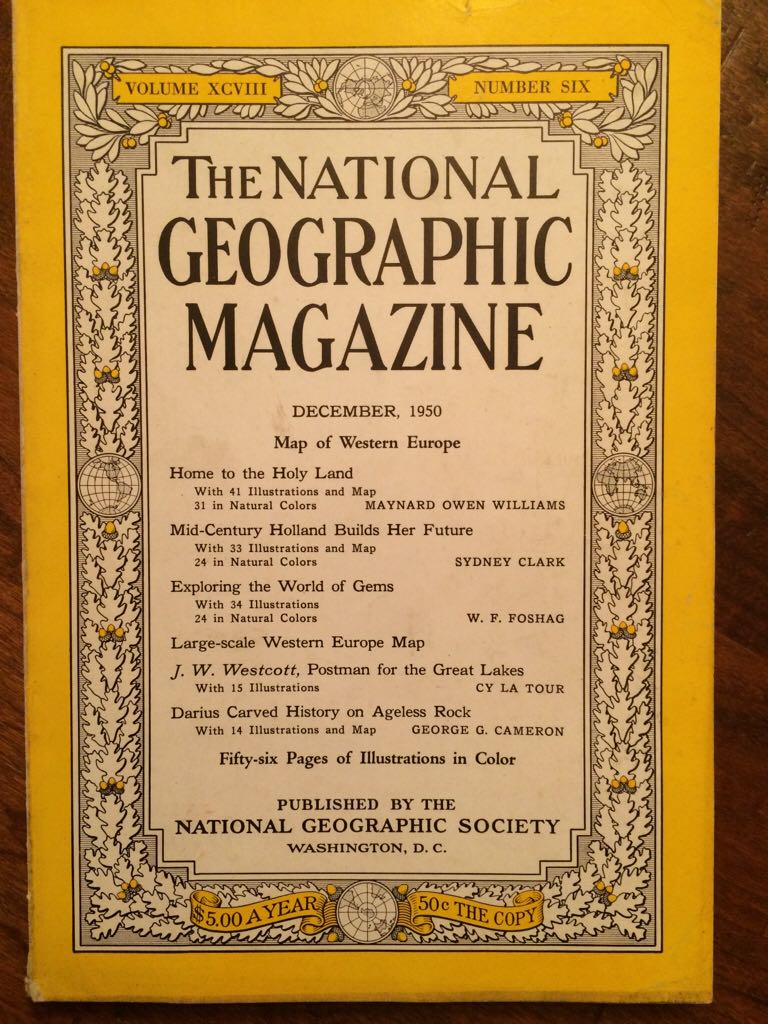 VOLUME XCVIII NUMBER SIX
THE NATIONAL
GEOGRAPHIC
MAGAZINE
DECEMBER, 1950
Map of Western Europe
Home to the Holy Land
With 41 Illustrations and Map
31 in Natural Colors MAYNARD OWEN WILLIAMS
Mid-Century Holland Builds Her Future
With 33 Illustrations and Map
24 in Natural Colors SYDNEY CLARK
Exploring the World of Gems
With 34 Illustrations
24 in Natural Colors W. F. FOSHAG
Large-scale Western Europe Map
J. W. Westcott, Postman for the Great Lakes
With 15 Illustrations CY LA TOUR
Darius Carved History on Ageless Rock
With 14 Illustrations and Map GEORGE G. CAMERON
Fifty-six Pages of Illustrations in Color
PUBLISHED BY THE
NATIONAL GEOGRAPHIC SOCIETY
WASHINGTON, D. C.
$5.00 A YEAR 50c THE COPY